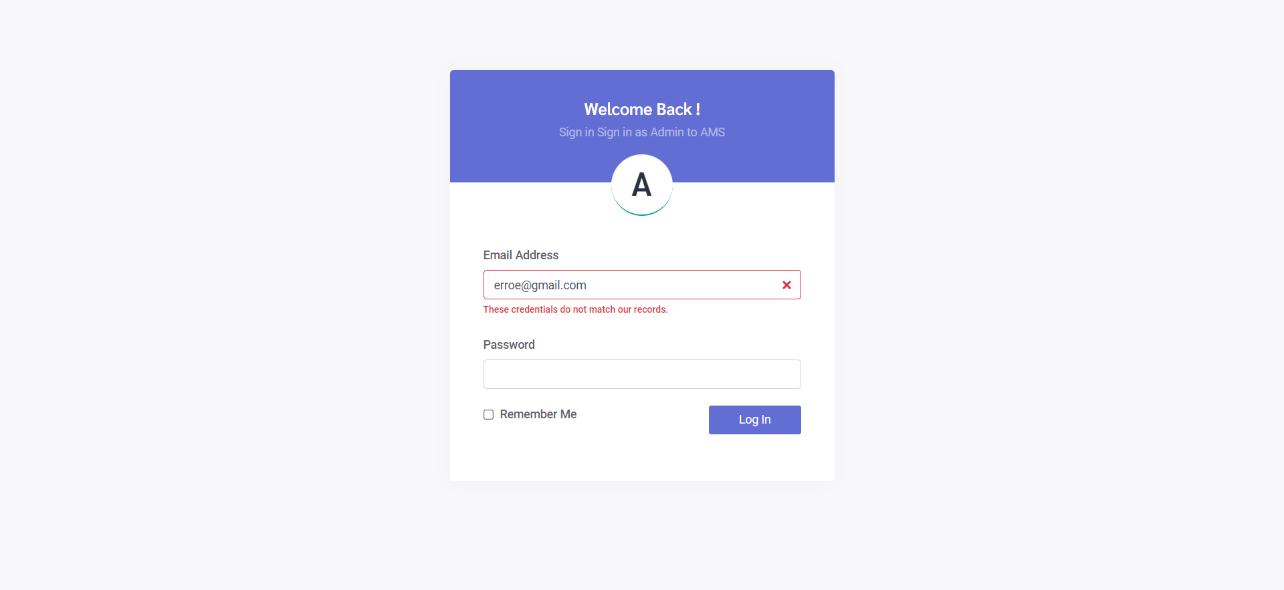 Welcome Back !
Sign in Sign in as Admin to AMS
A
Email Address
erroe@gmail.com
These credentials do not match our records.
Password
Remember Me
Log In